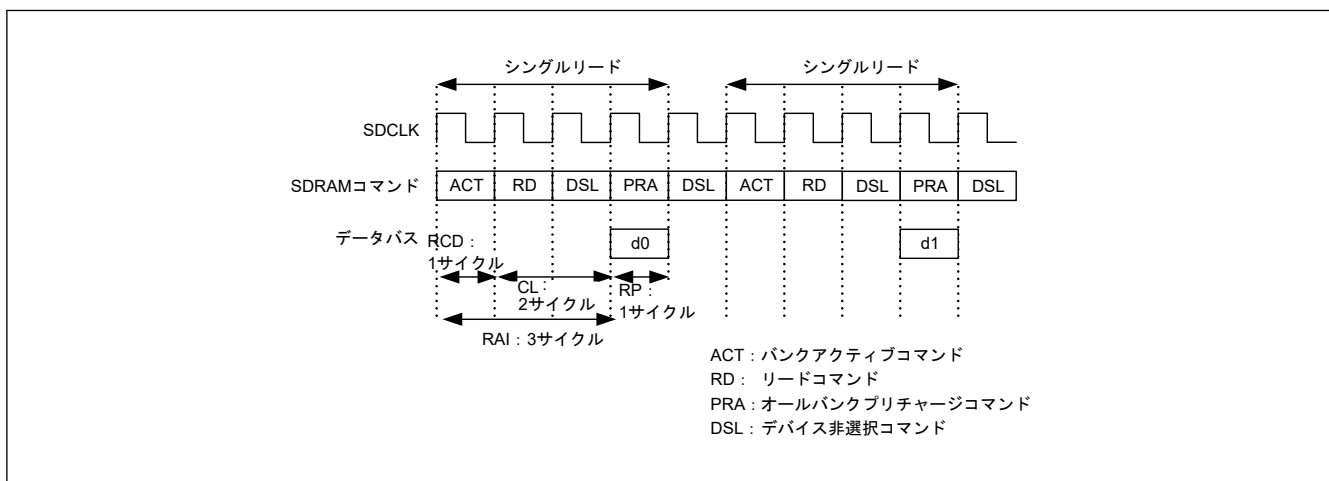 シングルリード シングルリード
SDCLK
SDRAMコマンド ACT RD DSL PRA DSL ACT RD DSL PRA DSL
データバス d0 d1
RCD：
1サイクル
CL：
2サイクル
RP：
1サイクル
RAI：3サイクル
ACT：バンクアクティブコマンド
RD： リードコマンド
PRA：オールバンクプリチャージコマンド
DSL：デバイス非選択コマンド